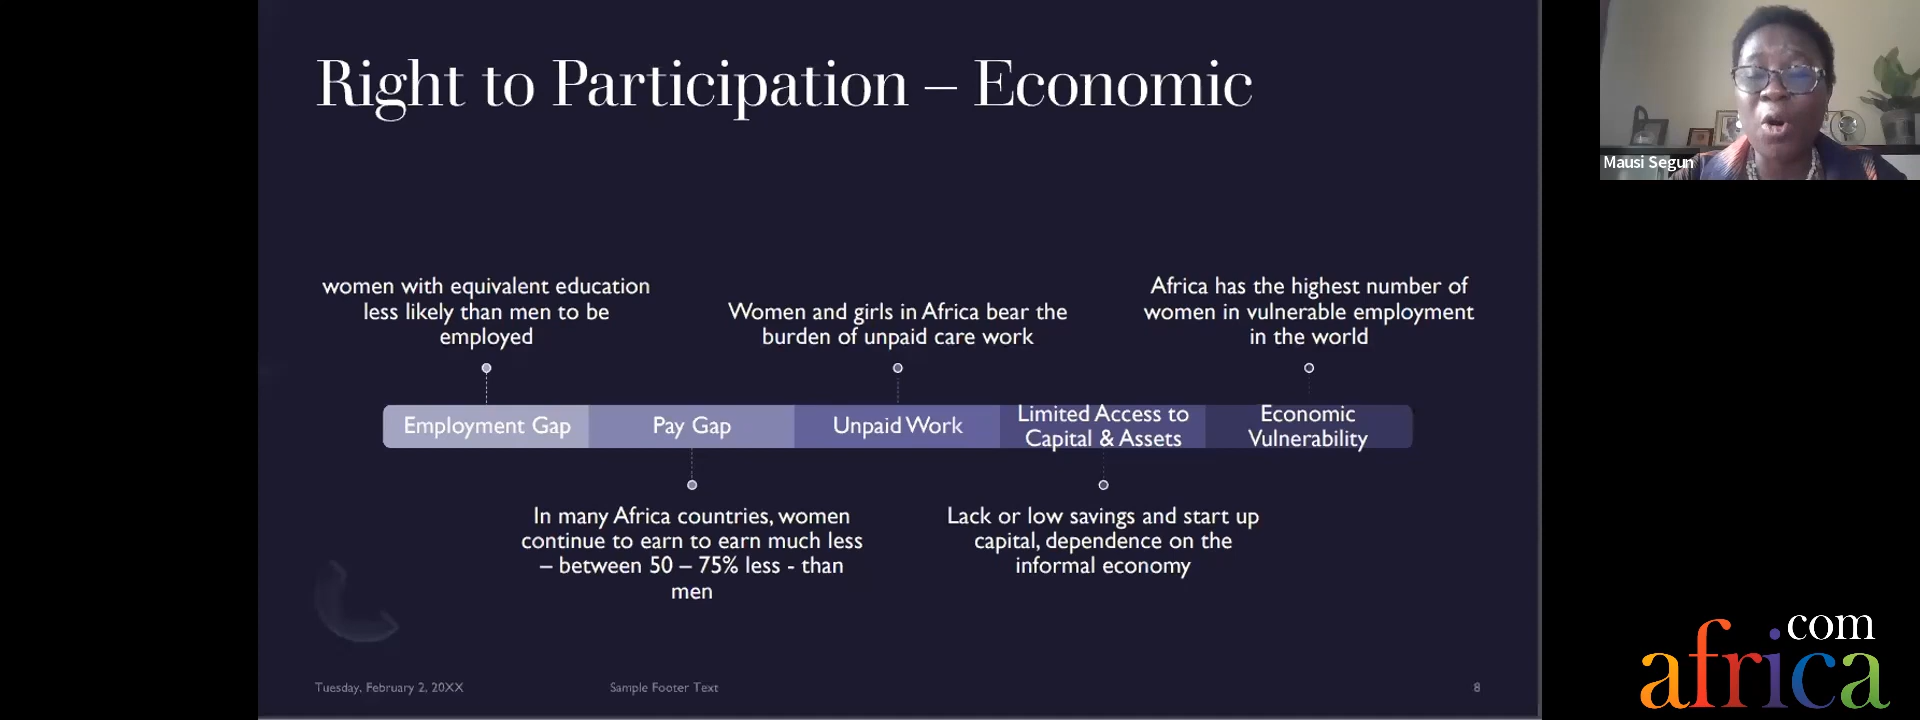 Right to Participation – Economic
women with equivalent education
less likely than men to be
employed
Women and girls in Africa bear the
burden of unpaid care work
Africa has the highest number of
women in vulnerable employment
in the world
Employment Gap
Pay Gap
Unpaid Work
Limited Access to
Capital & Assets
Economic
Vulnerability
In many Africa countries, women
continue to earn to earn much less
– between 50 – 75% less - than
men
Lack or low savings and start up
capital, dependence on the
informal economy
Tuesday, February 2, 20XX
Sample Footer Text
8
Mausi Segun
com
africa